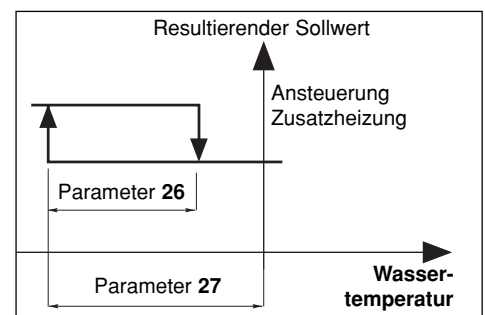 Resultierender Sollwert
Ansteuerung
Zusatzheizung
Parameter 26
Parameter 27
Wasser-
temperatur